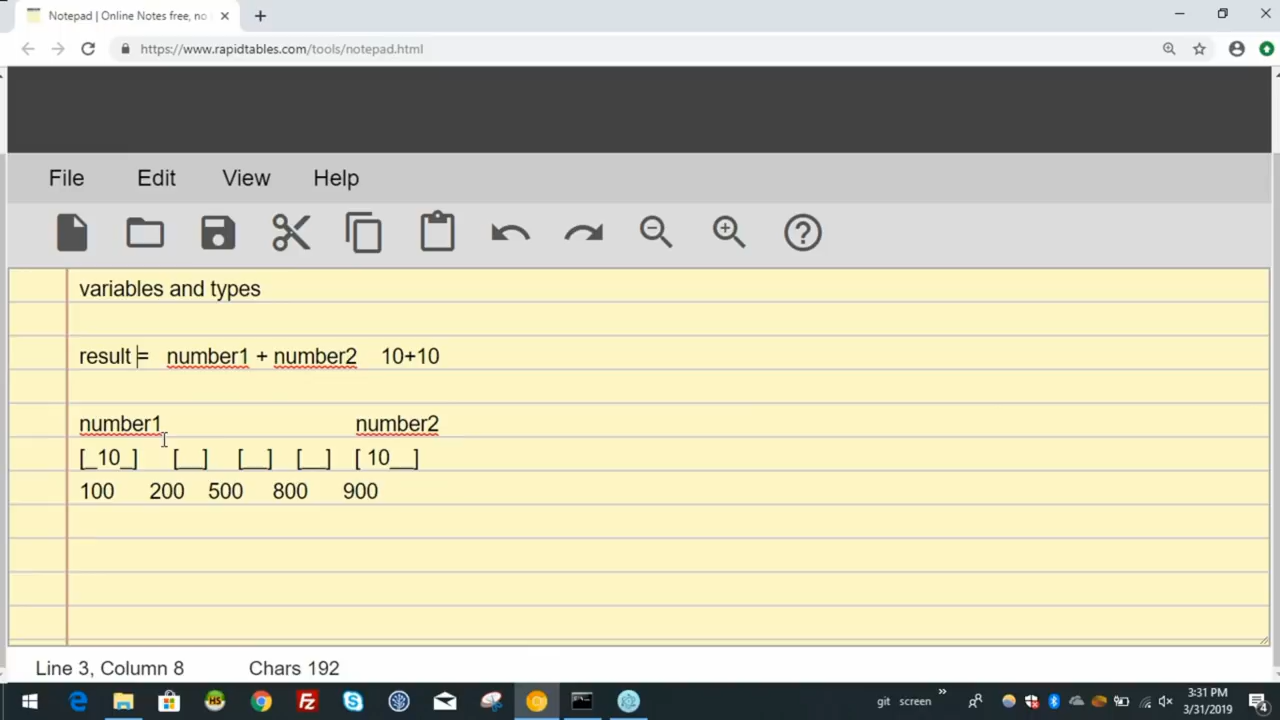 Notepad | Online Notes free, no
https://www.rapidtables.com/tools/notepad.html
File Edit View Help
variables and types
result = number1 + number2 10+10
number1 number2
[_10_] [__] [__] [__] [ 10__]
100 200 500 800 900
Line 3, Column 8 Chars 192
git screen
3:31 PM
3/31/2019
4